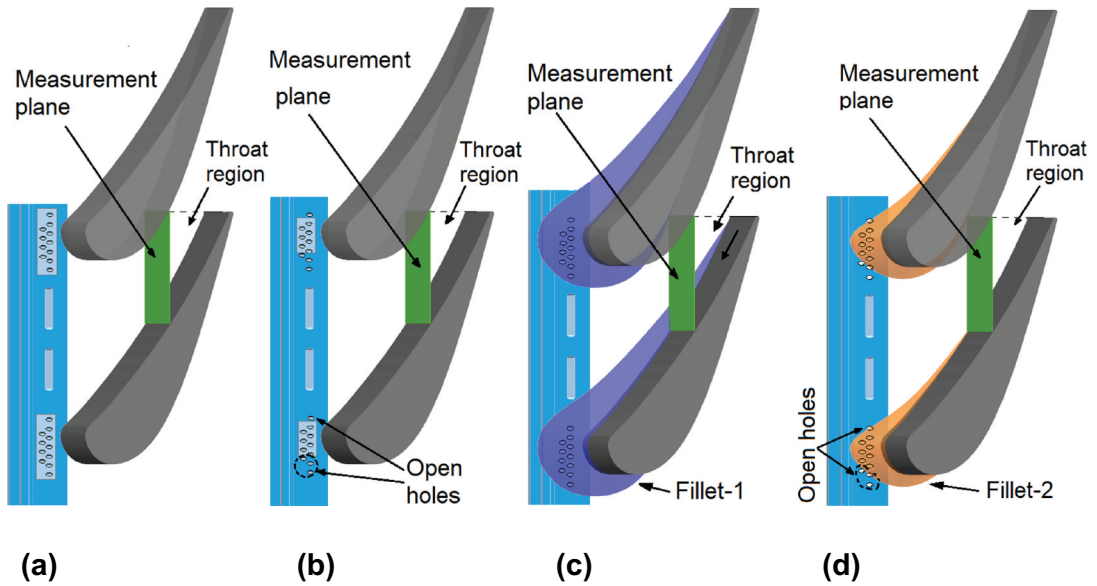 Measurement
plane
Throat
region
(a)
Measurement
plane
Throat
region
Open
holes
(b)
Measurement
plane
Throat
region
Fillet-1
(c)
Measurement
plane
Throat
region
Open holes
Fillet-2
(d)